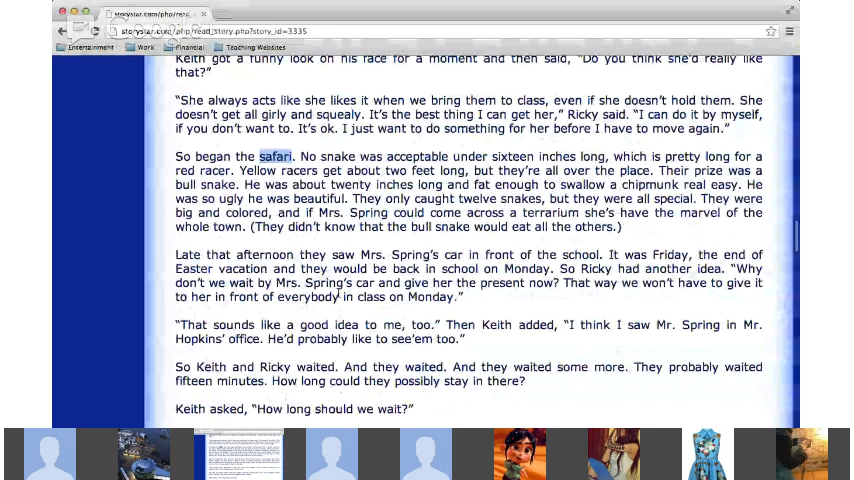 storystar.com/php/read_
storystar.com/php/read_story.php?story_id=3335
Entertainment Work Financial Teaching Websites
Keith got a funny look on his face for a moment and then said, “Do you think she'd really like
that?”
“She always acts like she likes it when we bring them to class, even if she doesn't hold them. She
doesn't get all girly and squealy. It's the best thing I can get her,” Ricky said. “I can do it by myself,
if you don't want to. It's ok. I just want to do something for her before I have to move again.”
So began the safari. No snake was acceptable under sixteen inches long, which is pretty long for a
red racer. Yellow racers get about two feet long, but they're all over the place. Their prize was a
bull snake. He was about twenty inches long and fat enough to swallow a chipmunk real easy. He
was so ugly he was beautiful. They only caught twelve snakes, but they were all special. They were
big and colored, and if Mrs. Spring could come across a terrarium she's have the marvel of the
whole town. (They didn't know that the bull snake would eat all the others.)
Late that afternoon they saw Mrs. Spring's car in front of the school. It was Friday, the end of
Easter vacation and they would be back in school on Monday. So Ricky had another idea. “Why
don't we wait by Mrs. Spring's car and give her the present now? That way we won't have to give it
to her in front of everybody in class on Monday.”
“That sounds like a good idea to me, too.” Then Keith added, “I think I saw Mr. Spring in Mr.
Hopkins' office. He'd probably like to see'em too.”
So Keith and Ricky waited. And they waited. And they waited some more. They probably waited
fifteen minutes. How long could they possibly stay in there?
Keith asked, “How long should we wait?”